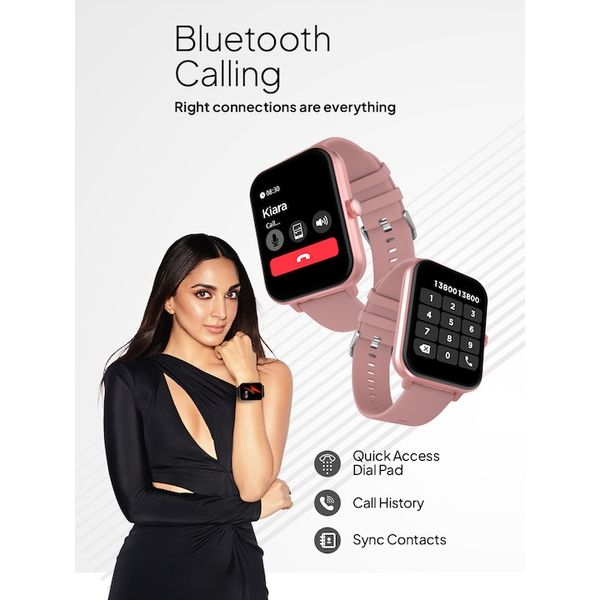 Bluetooth
Calling
Right connections are everything
08:30
Kiara
Call...
1380013800
1 2 3
4 5 6
7 8 9
0
Quick Access
Dial Pad
Call History
Sync Contacts